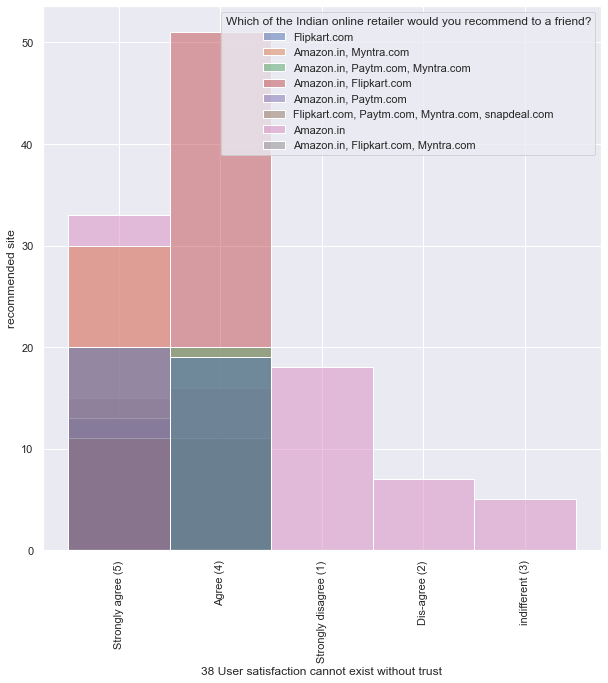 Which of the Indian online retailer would you recommend to a friend?
Flipkart.com
Amazon.in, Myntra.com
Amazon.in, Paytm.com, Myntra.com
Amazon.in, Flipkart.com
Amazon.in, Paytm.com
Flipkart.com, Paytm.com, Myntra.com, snapdeal.com
Amazon.in
Amazon.in, Flipkart.com, Myntra.com
50
40
30
20
10
0
recommended site
Strongly agree (5)
Agree (4)
Strongly disagree (1)
Dis-agree (2)
indifferent (3)
38 User satisfaction cannot exist without trust